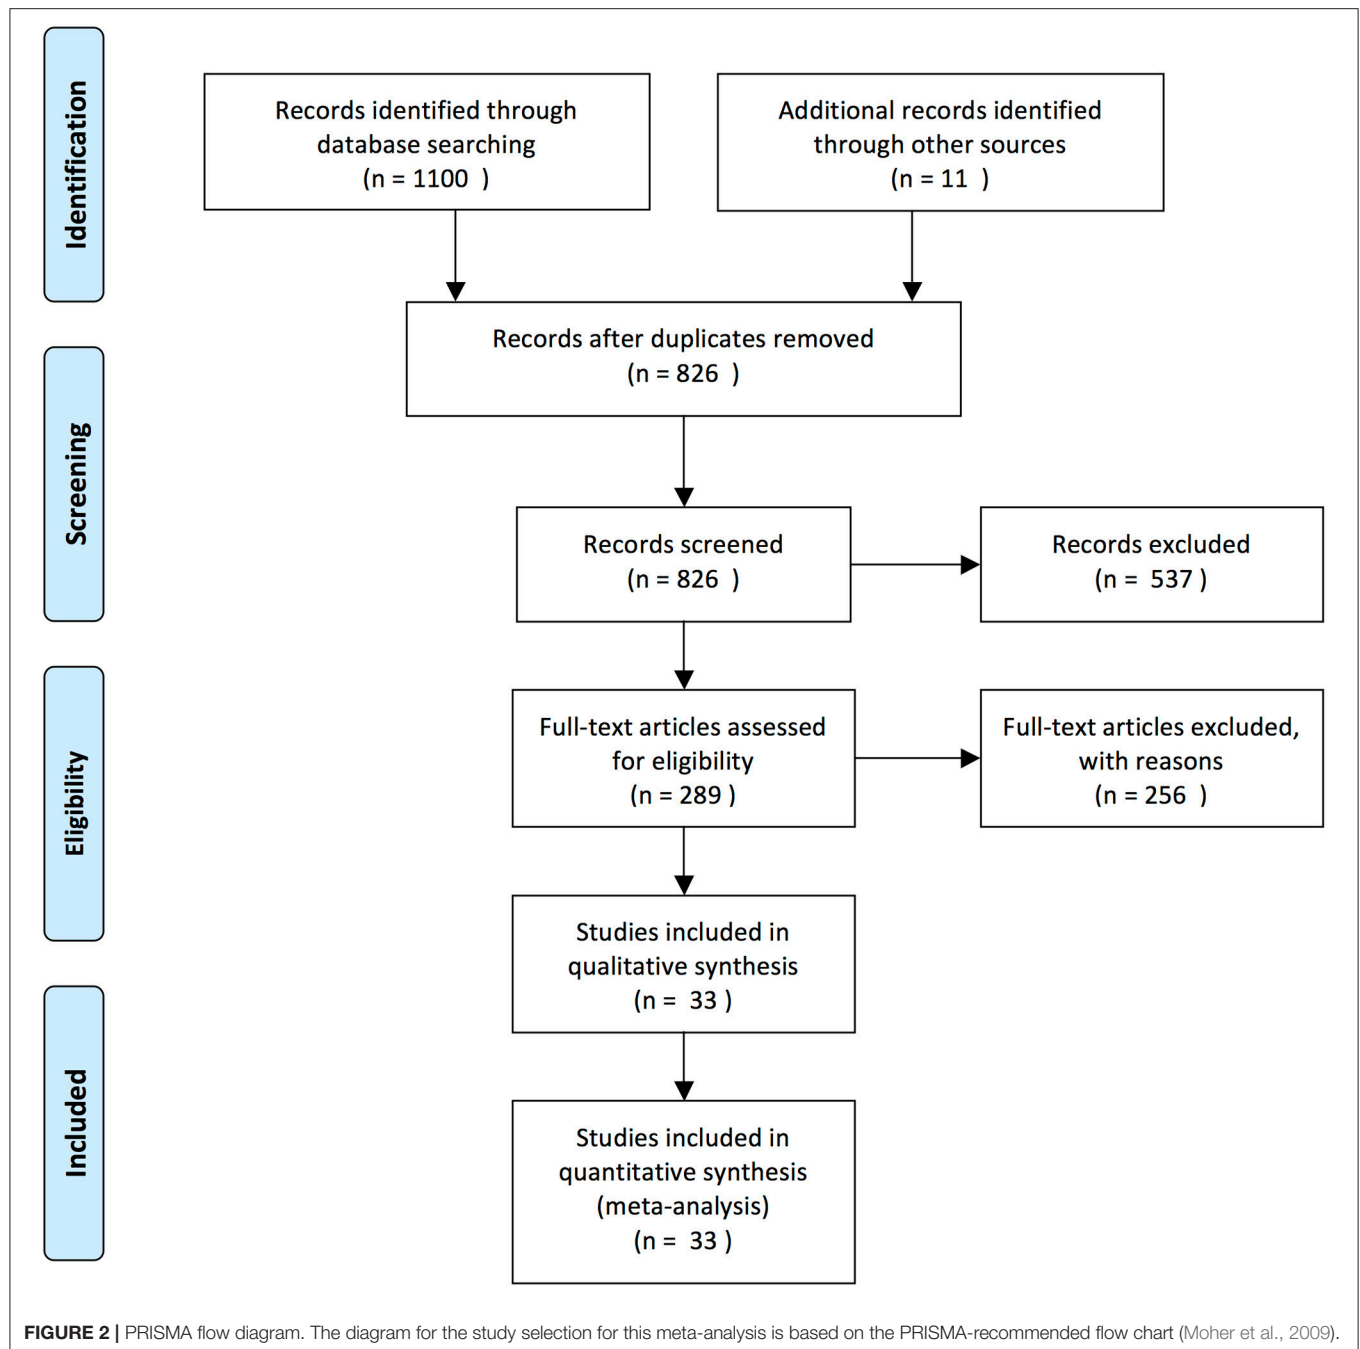 Identification
Records identified through
database searching
(n = 1100  )
Additional records identified
through other sources
(n = 11  )
Records after duplicates removed
(n = 826  )
Screening
Records screened
(n = 826  )
Records excluded
(n =  537 )
Eligibility
Full-text articles assessed
for eligibility
(n = 289 )
Full-text articles excluded,
with reasons
(n = 256  )
Studies included in
qualitative synthesis
(n =  33 )
Included
Studies included in
quantitative synthesis
(meta-analysis)
(n =  33 )
FIGURE 2 | PRISMA flow diagram. The diagram for the study selection for this meta-analysis is based on the PRISMA-recommended flow chart (Moher et al., 2009).